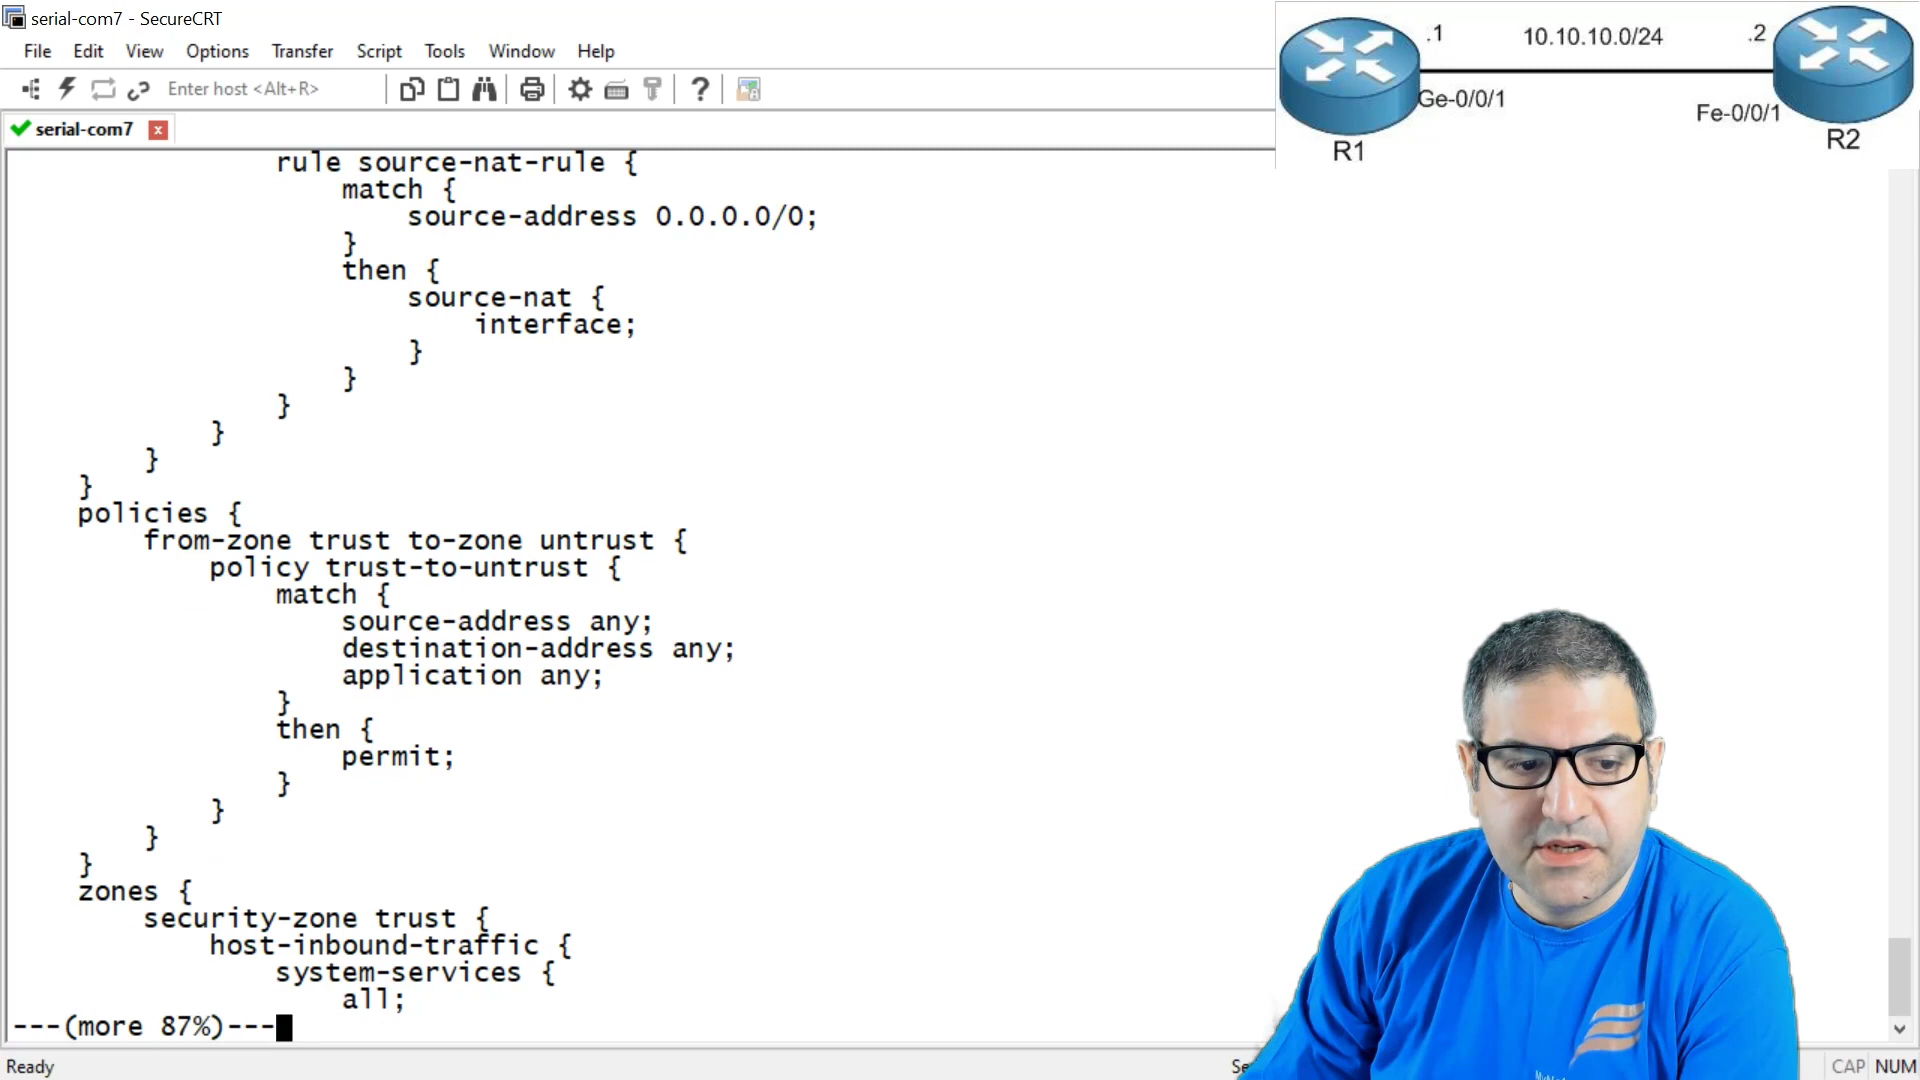 serial-com7 - SecureCRT
File Edit View Options Transfer Script Tools Window Help
Enter host <Alt+R>
serial-com7
.1 10.10.10.0/24 .2
Ge-0/0/1
Fe-0/0/1
R1
R2
rule source-nat-rule {
match {
source-address 0.0.0.0/0;
}
then {
source-nat {
interface;
}
}
}
}
}
}
policies {
from-zone trust to-zone untrust {
policy trust-to-untrust {
match {
source-address any;
destination-address any;
application any;
}
then {
permit;
}
}
}
}
zones {
security-zone trust {
host-inbound-traffic {
system-services {
all;
---(more 87%)---
Ready
CAP NUM